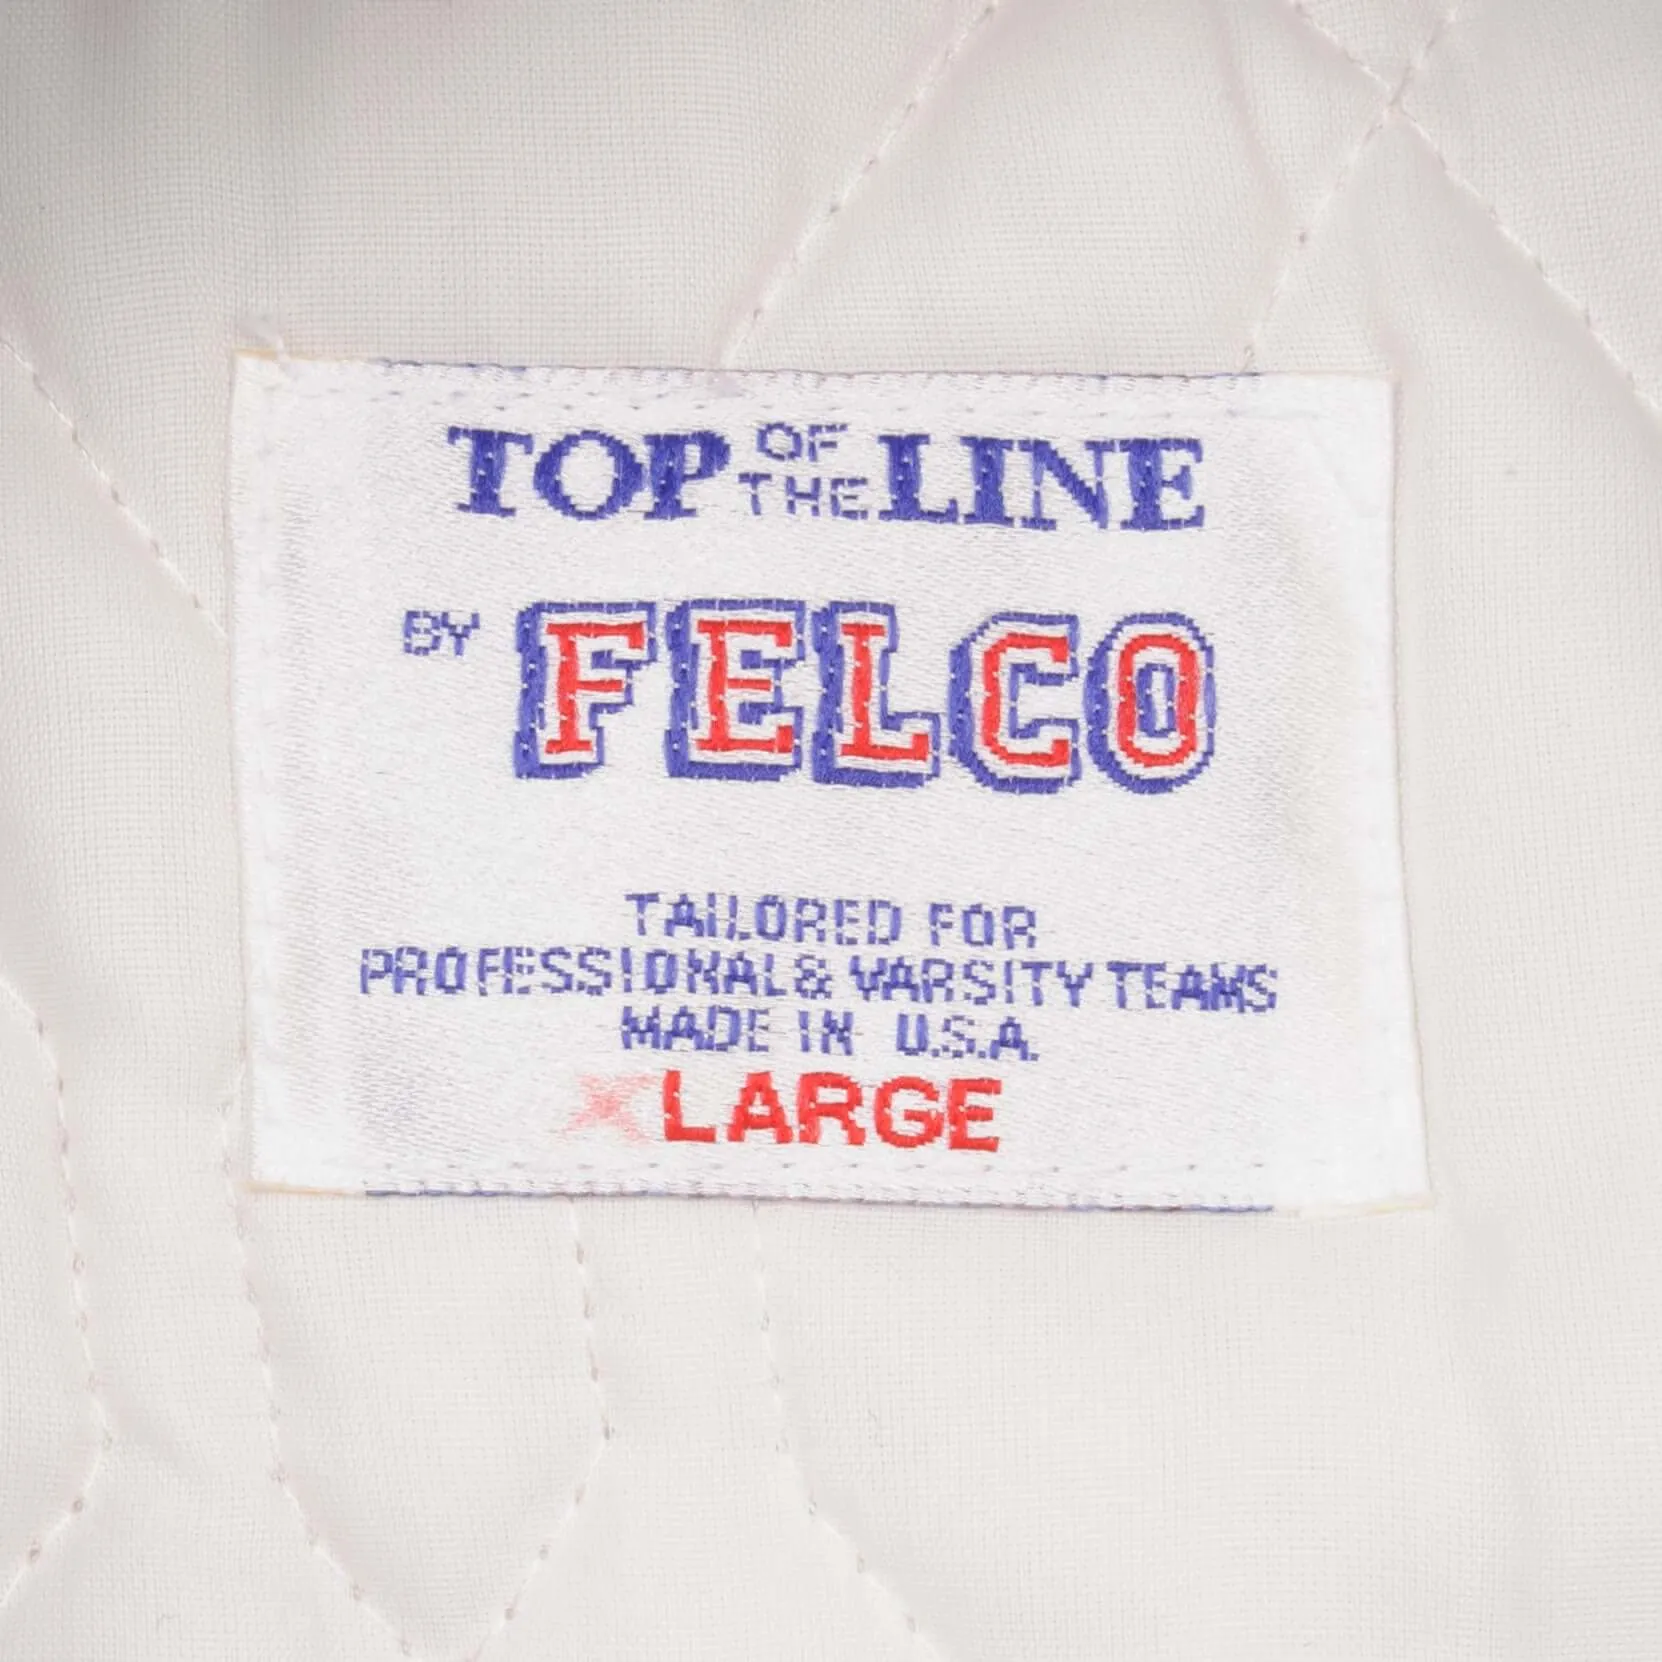 TOP OF THE LINE
BY FELCO
TAILORED FOR
PROFESSIONAL & VARSITY TEAMS
MADE IN U.S.A.
XLARGE